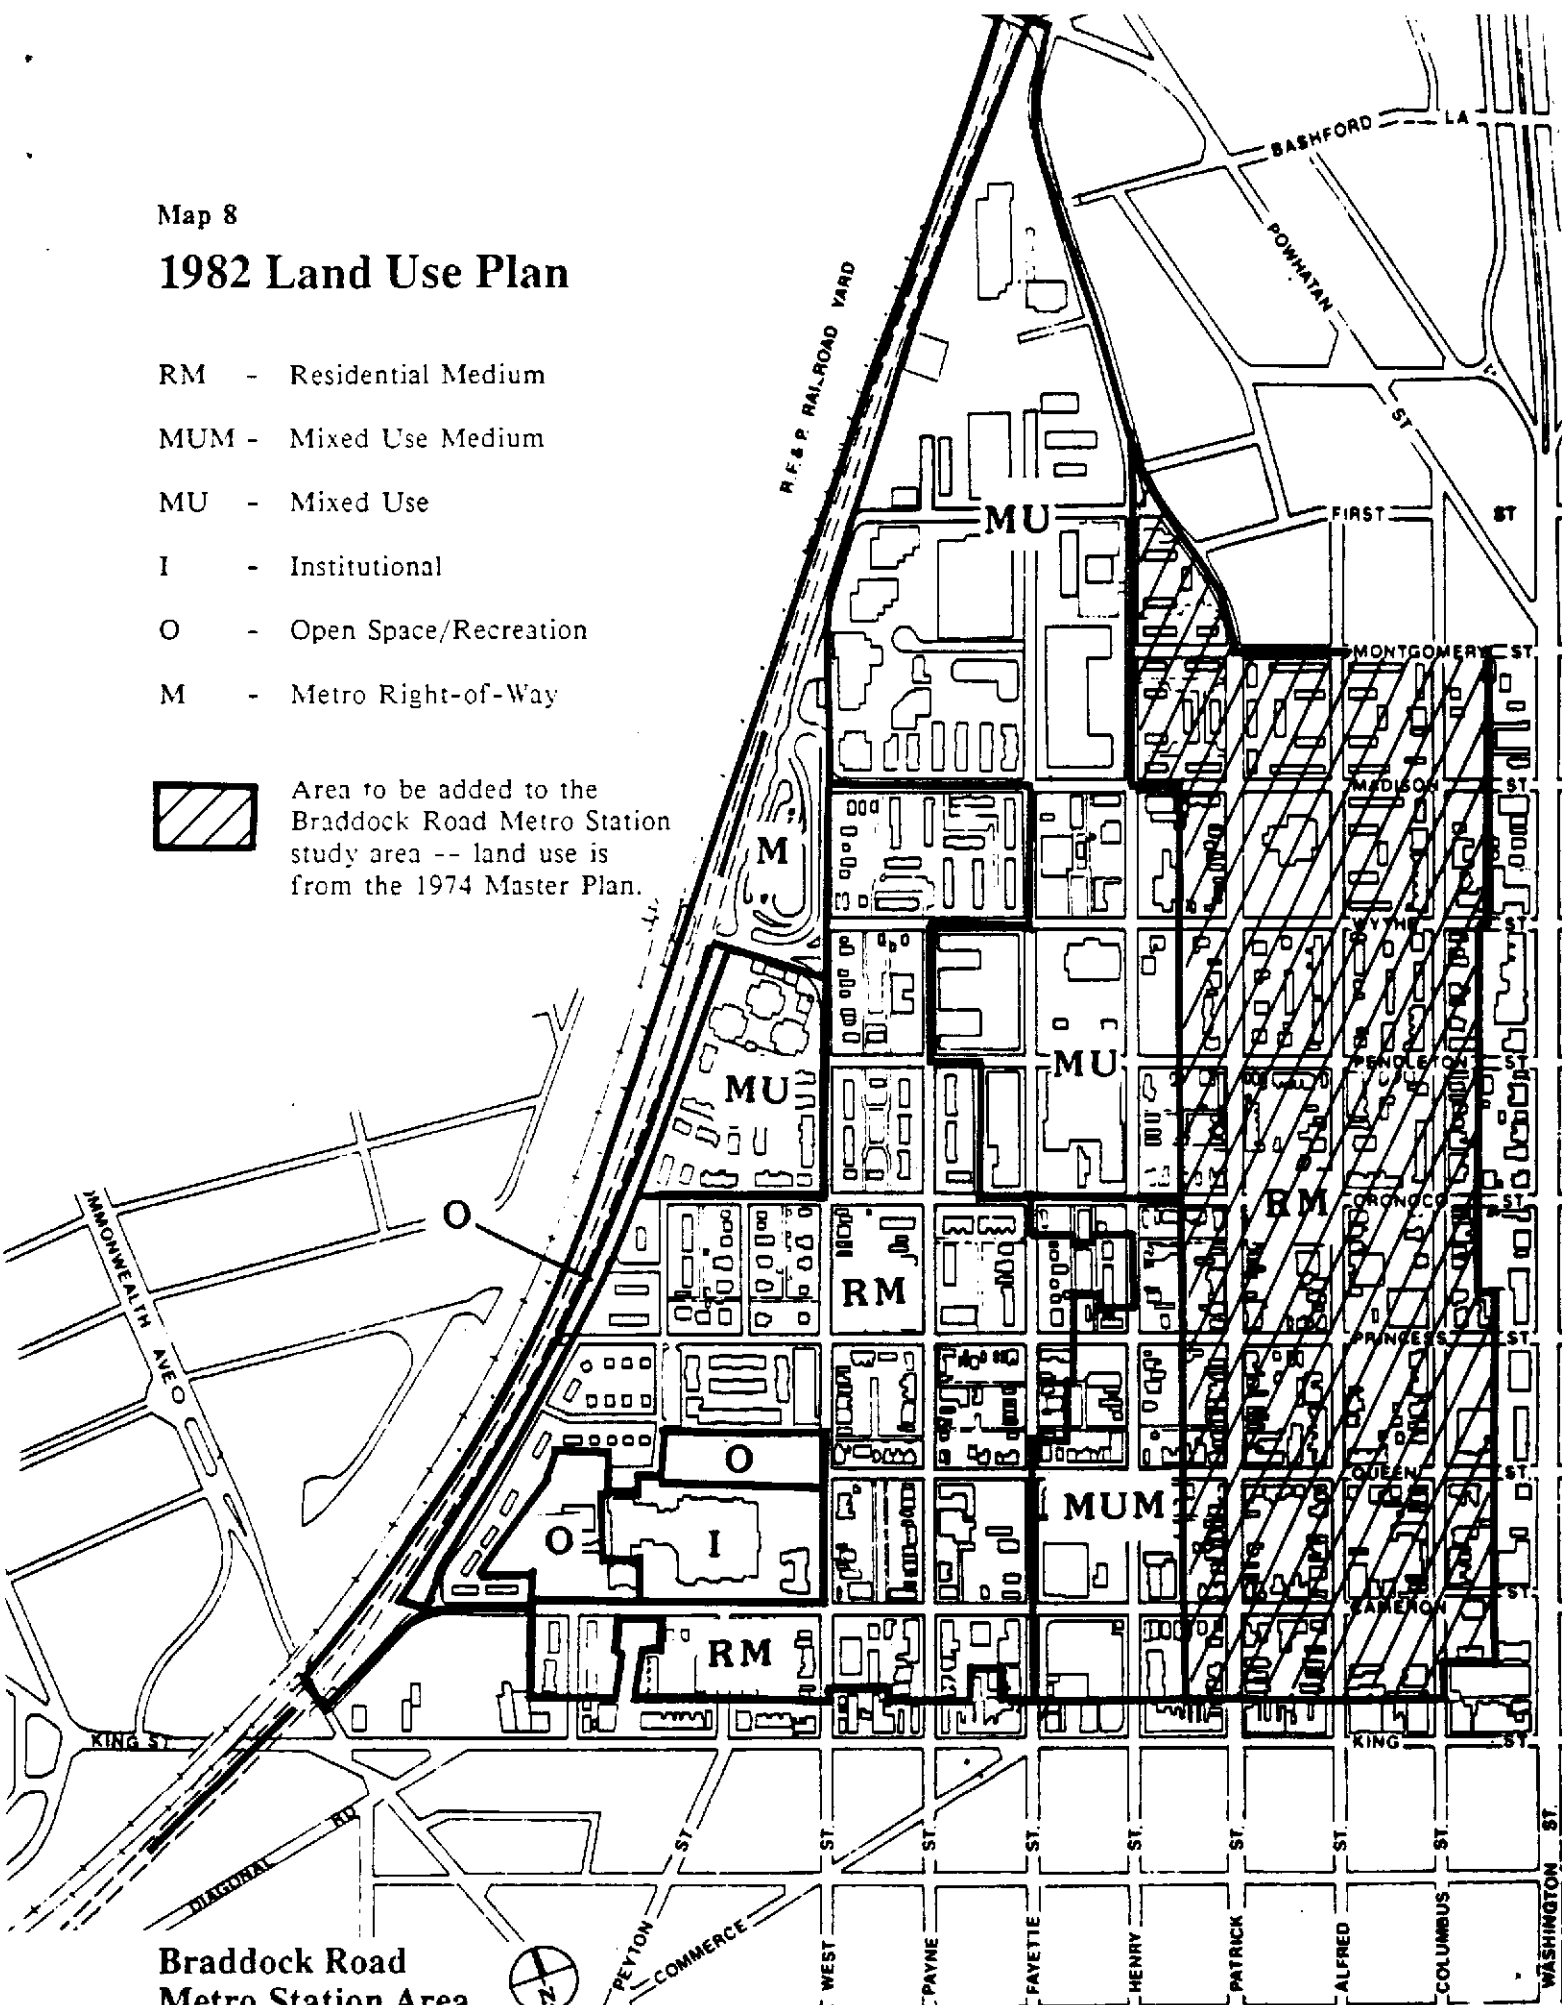 Map 8
1982 Land Use Plan
RM - Residential Medium
MUM - Mixed Use Medium
MU - Mixed Use
I - Institutional
O - Open Space/Recreation
M - Metro Right-of-Way
Area to be added to the
Braddock Road Metro Station
study area -- land use is
from the 1974 Master Plan.
R.F.& P. RAILROAD YARD
BASHFORD LA
POWHATAN
ST
MU
FIRST ST
MONTGOMERY ST
MADISON ST
M
WYTHE ST
MU
MU
PENDLETON ST
RM
ORONOCO ST
O
RM
PRINCESS ST
COMMONWEALTH AVE
O
MUM
QUEEN ST.
O
I
CAMERON ST
RM
KING ST
KING ST
DIAGONAL RD
PEYTON ST
COMMERCE
WEST ST.
PAYNE ST.
FAYETTE ST.
HENRY ST.
PATRICK ST.
ALFRED ST.
COLUMBUS ST.
WASHINGTON ST.
Braddock Road
Metro Station Area
N